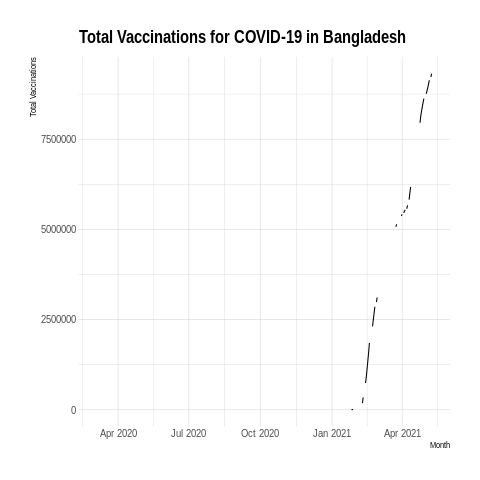 Total Vaccinations for COVID-19 in Bangladesh
Total Vaccinations
7500000
5000000
2500000
0
Apr 2020 Jul 2020 Oct 2020 Jan 2021 Apr 2021
Month